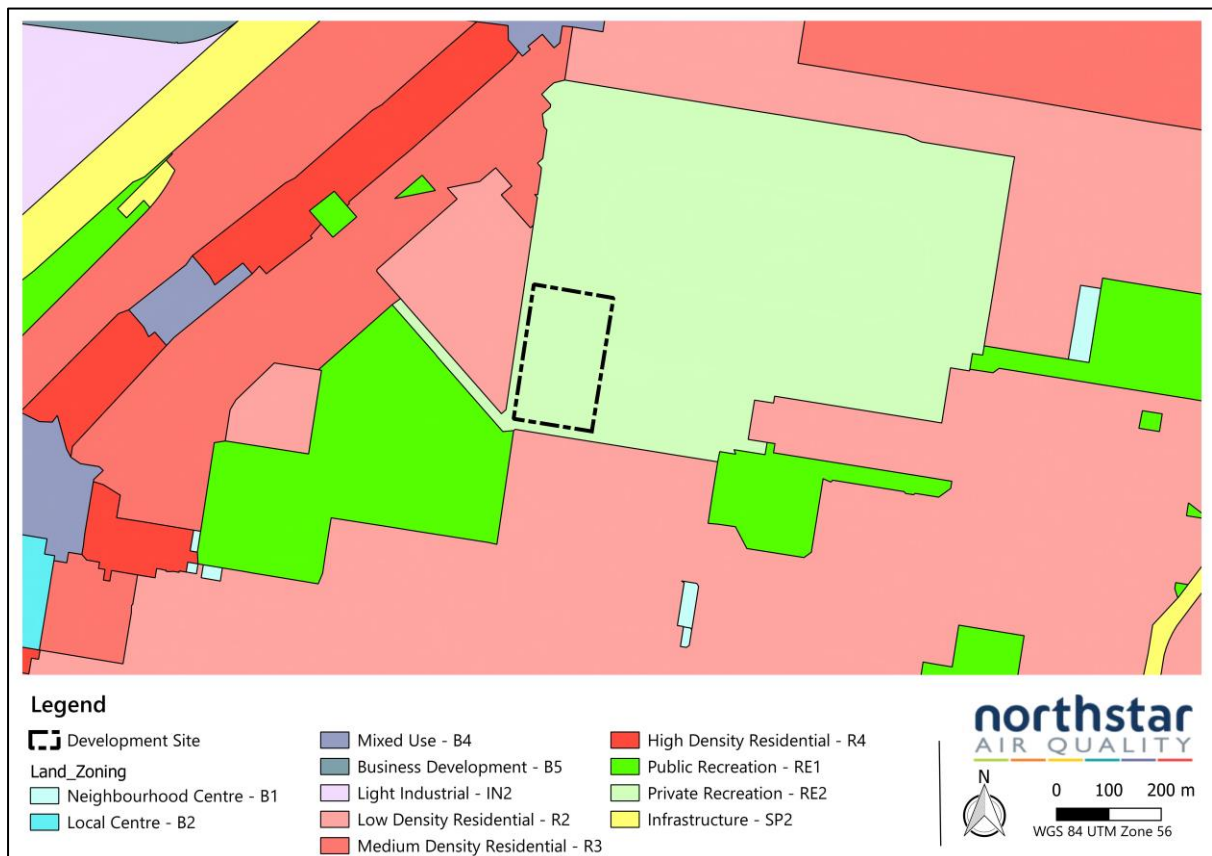 Legend
Development Site
Land_Zoning
Neighbourhood Centre - B1
Local Centre - B2
Mixed Use - B4
Business Development - B5
Light Industrial - IN2
Low Density Residential - R2
Medium Density Residential - R3
High Density Residential - R4
Public Recreation - RE1
Private Recreation - RE2
Infrastructure - SP2
northstar
AIR QUALITY
N
0 100 200 m
WGS 84 UTM Zone 56